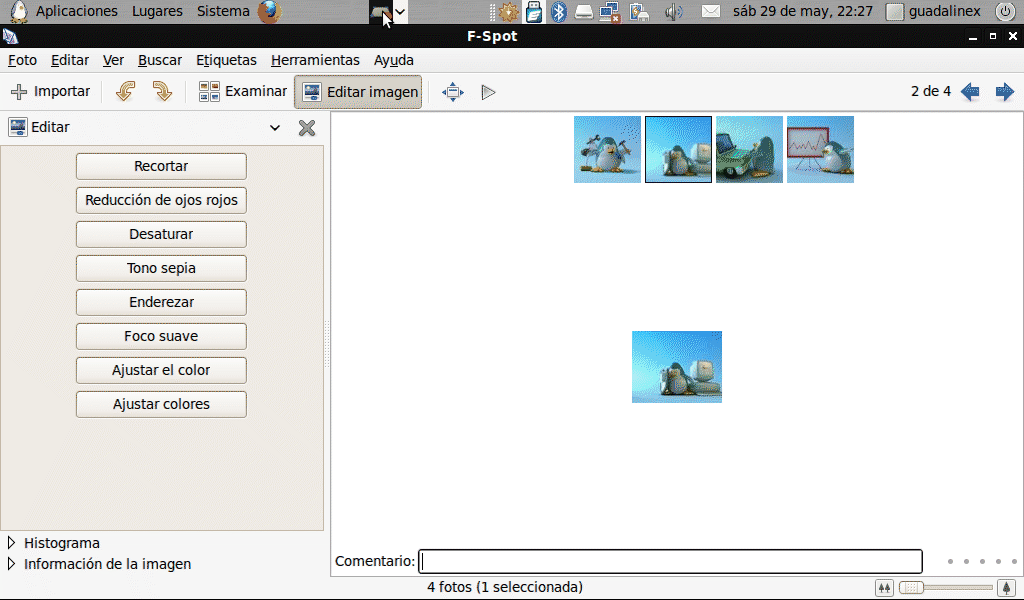 Aplicaciones Lugares Sistema sáb 29 de may, 22:27 guadalinex
F-Spot
Foto Editar Ver Buscar Etiquetas Herramientas Ayuda
Importar Examinar Editar imagen 2 de 4
Editar
Recortar
Reducción de ojos rojos
Desaturar
Tono sepia
Enderezar
Foco suave
Ajustar el color
Ajustar colores
Histograma
Información de la imagen
Comentario:
4 fotos (1 seleccionada)